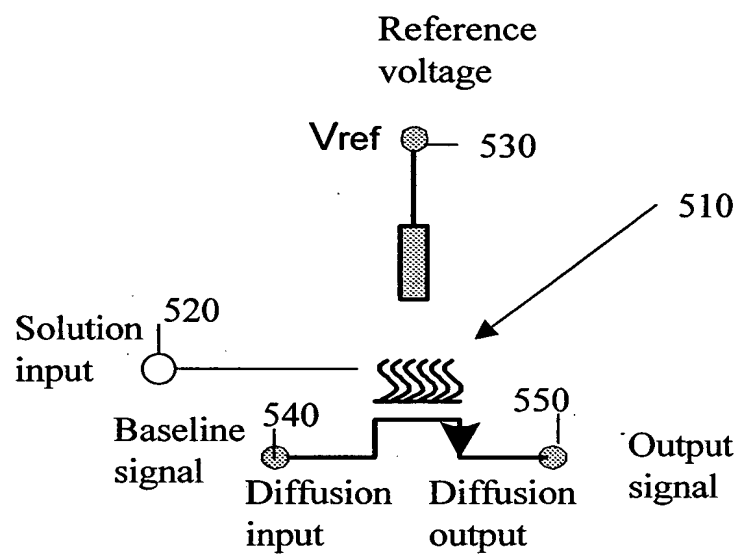 Reference
voltage
Vref
530
510
520
Solution
input
540
550
Baseline
signal
Output
signal
Diffusion
input
Diffusion
output